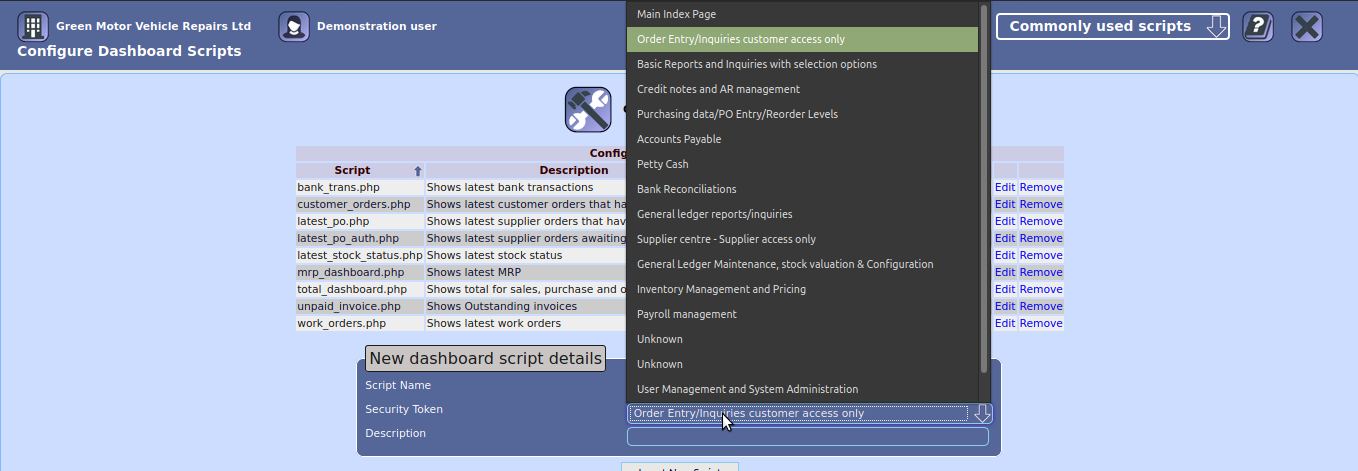 Green Motor Vehicle Repairs Ltd
Demonstration user
Commonly used scripts
?
Configure Dashboard Scripts
Main Index Page
Order Entry/Inquiries customer access only
Basic Reports and Inquiries with selection options
Credit notes and AR management
Purchasing data/PO Entry/Reorder Levels
Accounts Payable
Petty Cash
Bank Reconciliations
General ledger reports/inquiries
Supplier centre - Supplier access only
General Ledger Maintenance, stock valuation & Configuration
Inventory Management and Pricing
Payroll management
Unknown
Unknown
User Management and System Administration
Config
Script Description
bank_trans.php Shows latest bank transactions Edit Remove
customer_orders.php Shows latest customer orders that ha Edit Remove
latest_po.php Shows latest supplier orders that hav Edit Remove
latest_po_auth.php Shows latest supplier orders awaiting Edit Remove
latest_stock_status.php Shows latest stock status Edit Remove
mrp_dashboard.php Shows latest MRP Edit Remove
total_dashboard.php Shows total for sales, purchase and o Edit Remove
unpaid_invoice.php Shows Outstanding invoices Edit Remove
work_orders.php Shows latest work orders Edit Remove
New dashboard script details
Script Name
Security Token Order Entry/Inquiries customer access only
Description